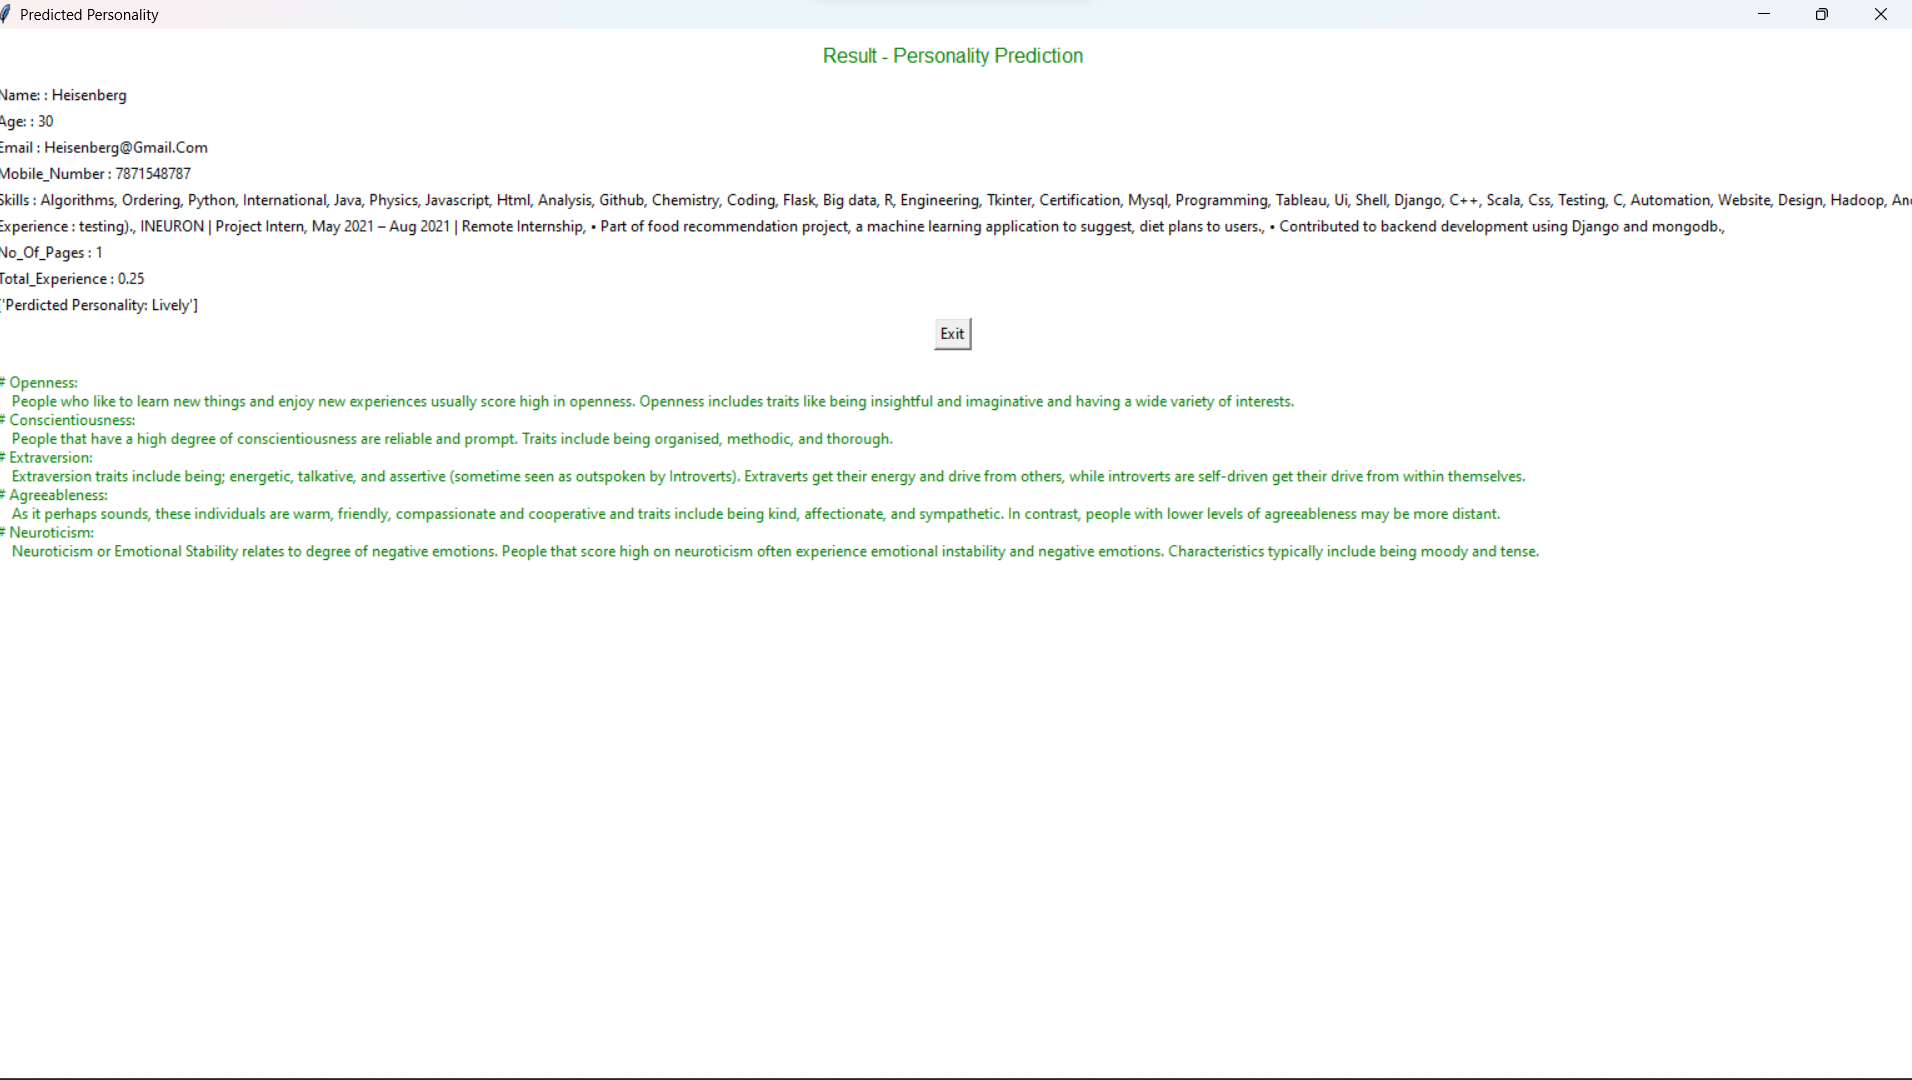 Predicted Personality
Result - Personality Prediction
Name: : Heisenberg
Age: : 30
Email : Heisenberg@Gmail.Com
Mobile_Number : 7871548787
Skills : Algorithms, Ordering, Python, International, Java, Physics, Javascript, Html, Analysis, Github, Chemistry, Coding, Flask, Big data, R, Engineering, Tkinter, Certification, Mysql, Programming, Tableau, Ui, Shell, Django, C++, Scala, Css, Testing, C, Automation, Website, Design, Hadoop,
Experience : testing)., INEURON | Project Intern, May 2021 – Aug 2021 | Remote Internship, • Part of food recommendation project, a machine learning application to suggest, diet plans to users., • Contributed to backend development using Django and mongodb.,
No_Of_Pages : 1
Total_Experience : 0.25
['Perdicted Personality: Lively']
Exit
# Openness:
People who like to learn new things and enjoy new experiences usually score high in openness. Openness includes traits like being insightful and imaginative and having a wide variety of interests.
# Conscientiousness:
People that have a high degree of conscientiousness are reliable and prompt. Traits include being organised, methodic, and thorough.
# Extraversion:
Extraversion traits include being; energetic, talkative, and assertive (sometime seen as outspoken by Introverts). Extraverts get their energy and drive from others, while introverts are self-driven get their drive from within themselves.
# Agreeableness:
As it perhaps sounds, these individuals are warm, friendly, compassionate and cooperative and traits include being kind, affectionate, and sympathetic. In contrast, people with lower levels of agreeableness may be more distant.
# Neuroticism:
Neuroticism or Emotional Stability relates to degree of negative emotions. People that score high on neuroticism often experience emotional instability and negative emotions. Characteristics typically include being moody and tense.